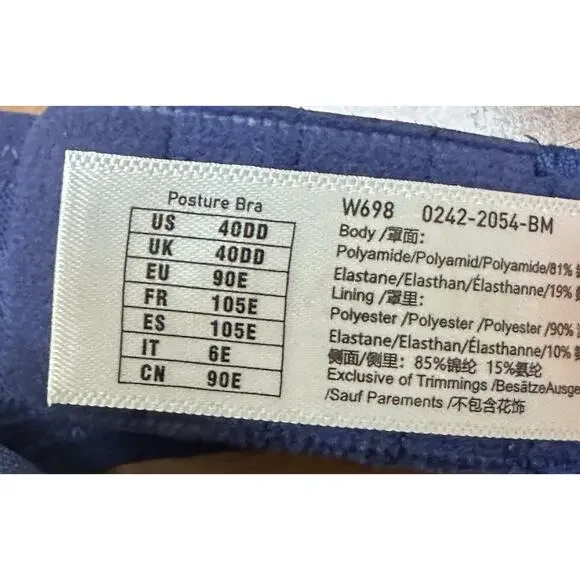 Posture Bra
US 40DD
UK 40DD
EU 90E
FR 105E
ES 105E
IT 6E
CN 90E
W698 0242-2054-BM
Body /罩面:
Polyamide/Polyamid/Polyamide/81%
Elastane/Elasthan/Élasthanne/19%
Lining /罩里:
Polyester/Polyester/Polyester/90%
Elastane/Elasthan/Élasthanne/10%
侧面/侧里: 85%锦纶 15%氨纶
Exclusive of Trimmings/BesätzeAusge
/Sauf Parements/不包含花饰